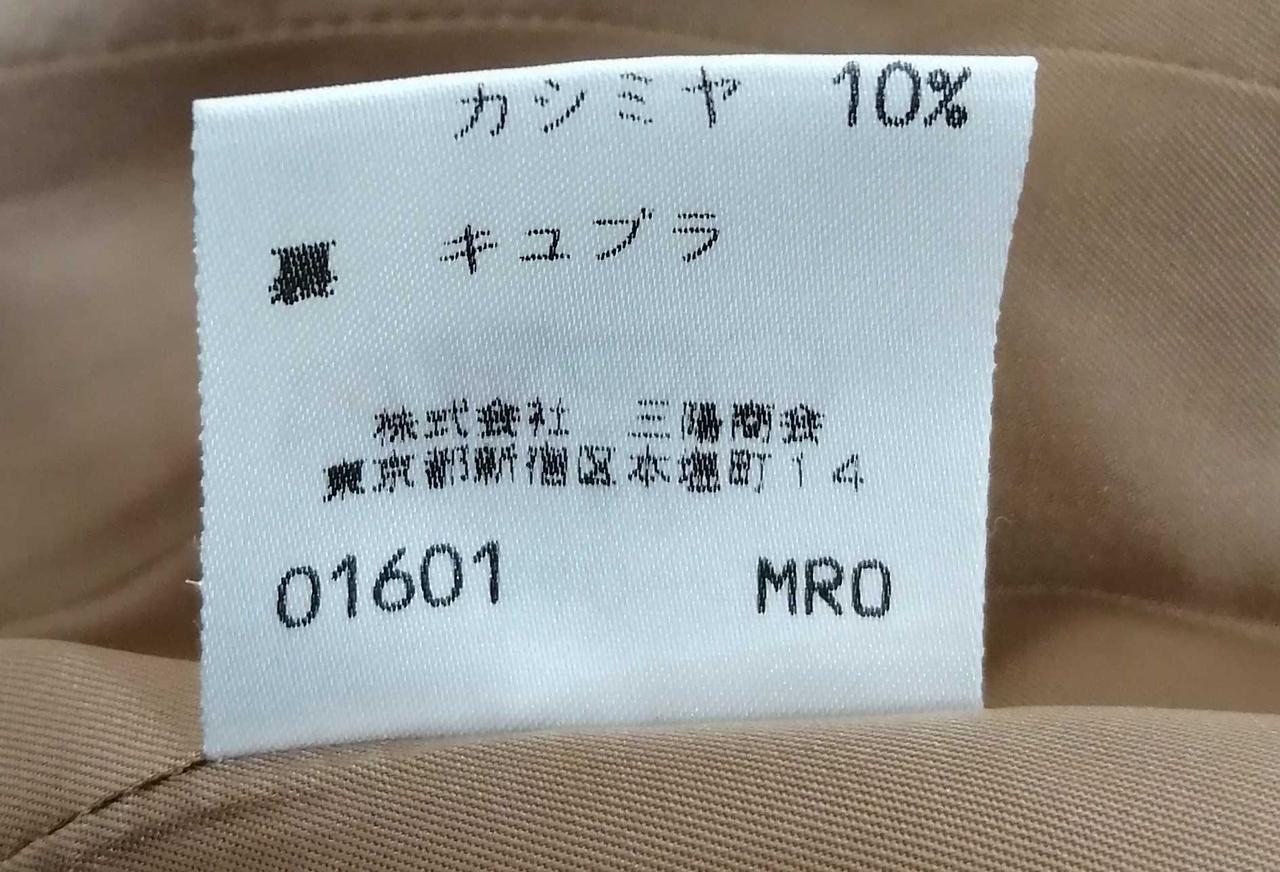 カシミヤ 10%
裏 キュプラ
株式会社 三陽商会
東京都新宿区本塩町14
01601 MRO